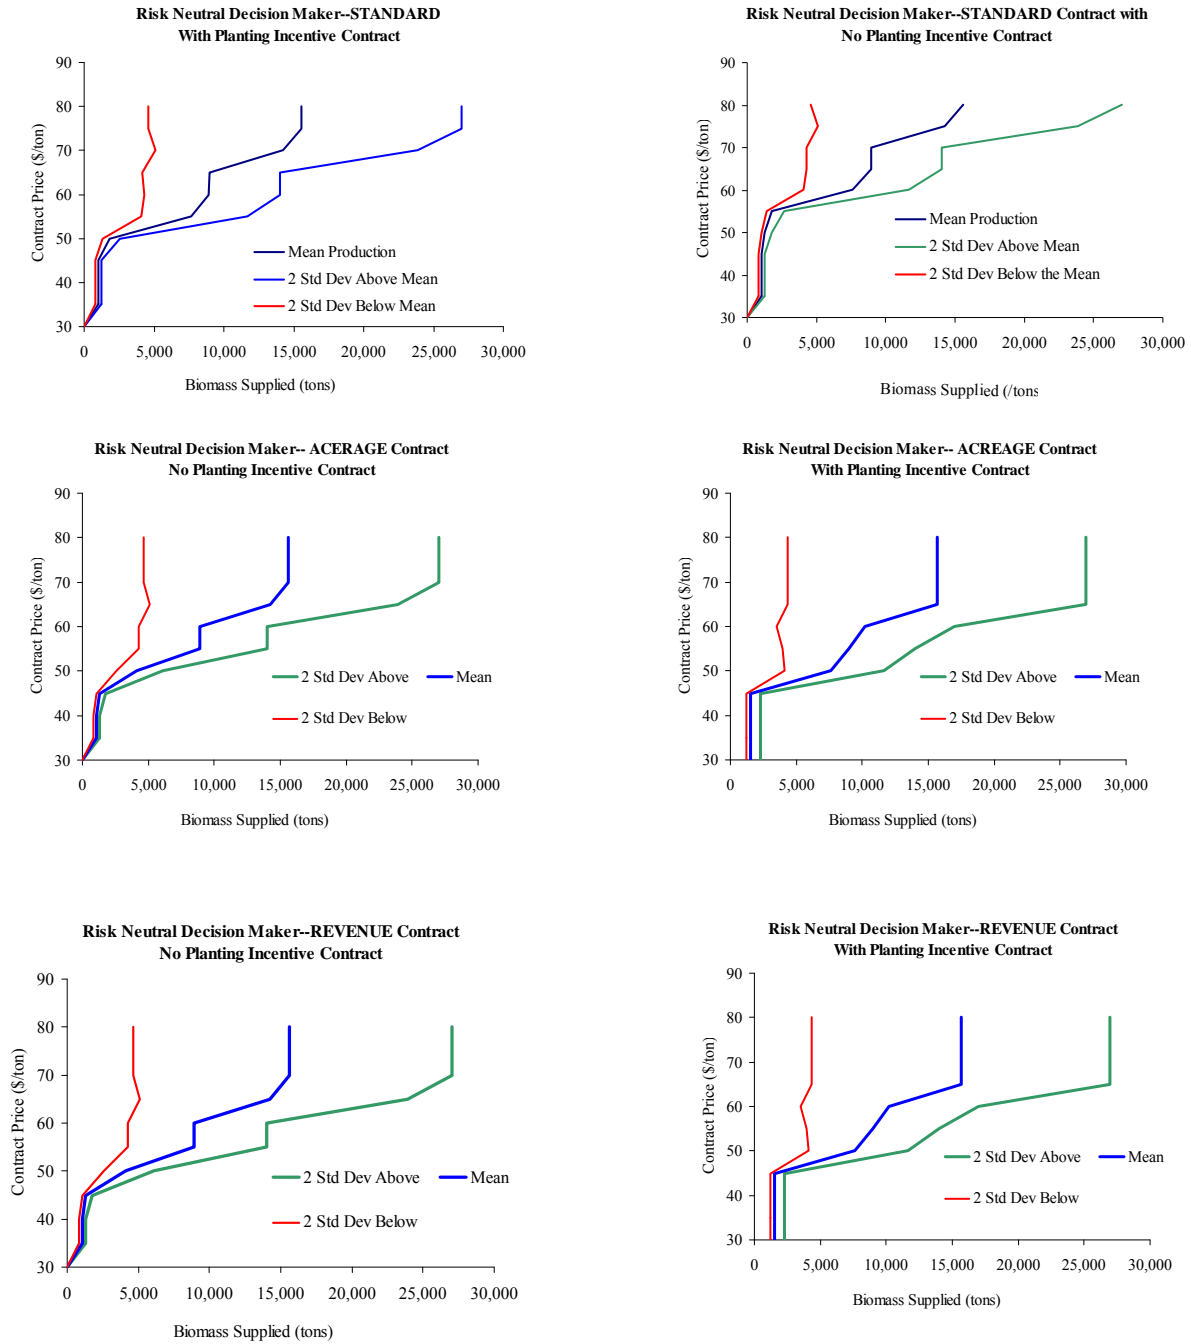 Risk Neutral Decision Maker--STANDARD
With Planting Incentive Contract
90
80
70
60
50
40
30
Contract Price ($/ton)
Mean Production
2 Std Dev Above Mean
2 Std Dev Below Mean
0 5,000 10,000 15,000 20,000 25,000 30,000
Biomass Supplied (tons)
Risk Neutral Decision Maker--STANDARD Contract with
No Planting Incentive Contract
90
80
70
60
50
40
30
Contract Price ($/ton)
Mean Production
2 Std Dev Above Mean
2 Std Dev Below the Mean
0 5,000 10,000 15,000 20,000 25,000 30,000
Biomass Supplied (/tons
Risk Neutral Decision Maker-- ACERAGE Contract
No Planting Incentive Contract
90
80
70
60
50
40
30
Contract Price ($/ton)
2 Std Dev Above Mean
2 Std Dev Below
0 5,000 10,000 15,000 20,000 25,000 30,000
Biomass Supplied (tons)
Risk Neutral Decision Maker-- ACREAGE Contract
With Planting Incentive Contract
90
80
70
60
50
40
30
Contract Price ($/ton)
2 Std Dev Above Mean
2 Std Dev Below
0 5,000 10,000 15,000 20,000 25,000 30,000
Biomass Supplied (tons)
Risk Neutral Decision Maker--REVENUE Contract
No Planting Incentive Contract
90
80
70
60
50
40
30
Contract Price ($/ton)
2 Std Dev Above Mean
2 Std Dev Below
0 5,000 10,000 15,000 20,000 25,000 30,000
Biomass Supplied (tons)
Risk Neutral Decision Maker--REVENUE Contract
With Planting Incentive Contract
90
80
70
60
50
40
30
Contract Price ($/ton)
2 Std Dev Above Mean
2 Std Dev Below
0 5,000 10,000 15,000 20,000 25,000 30,000
Biomass Supplied (tons)